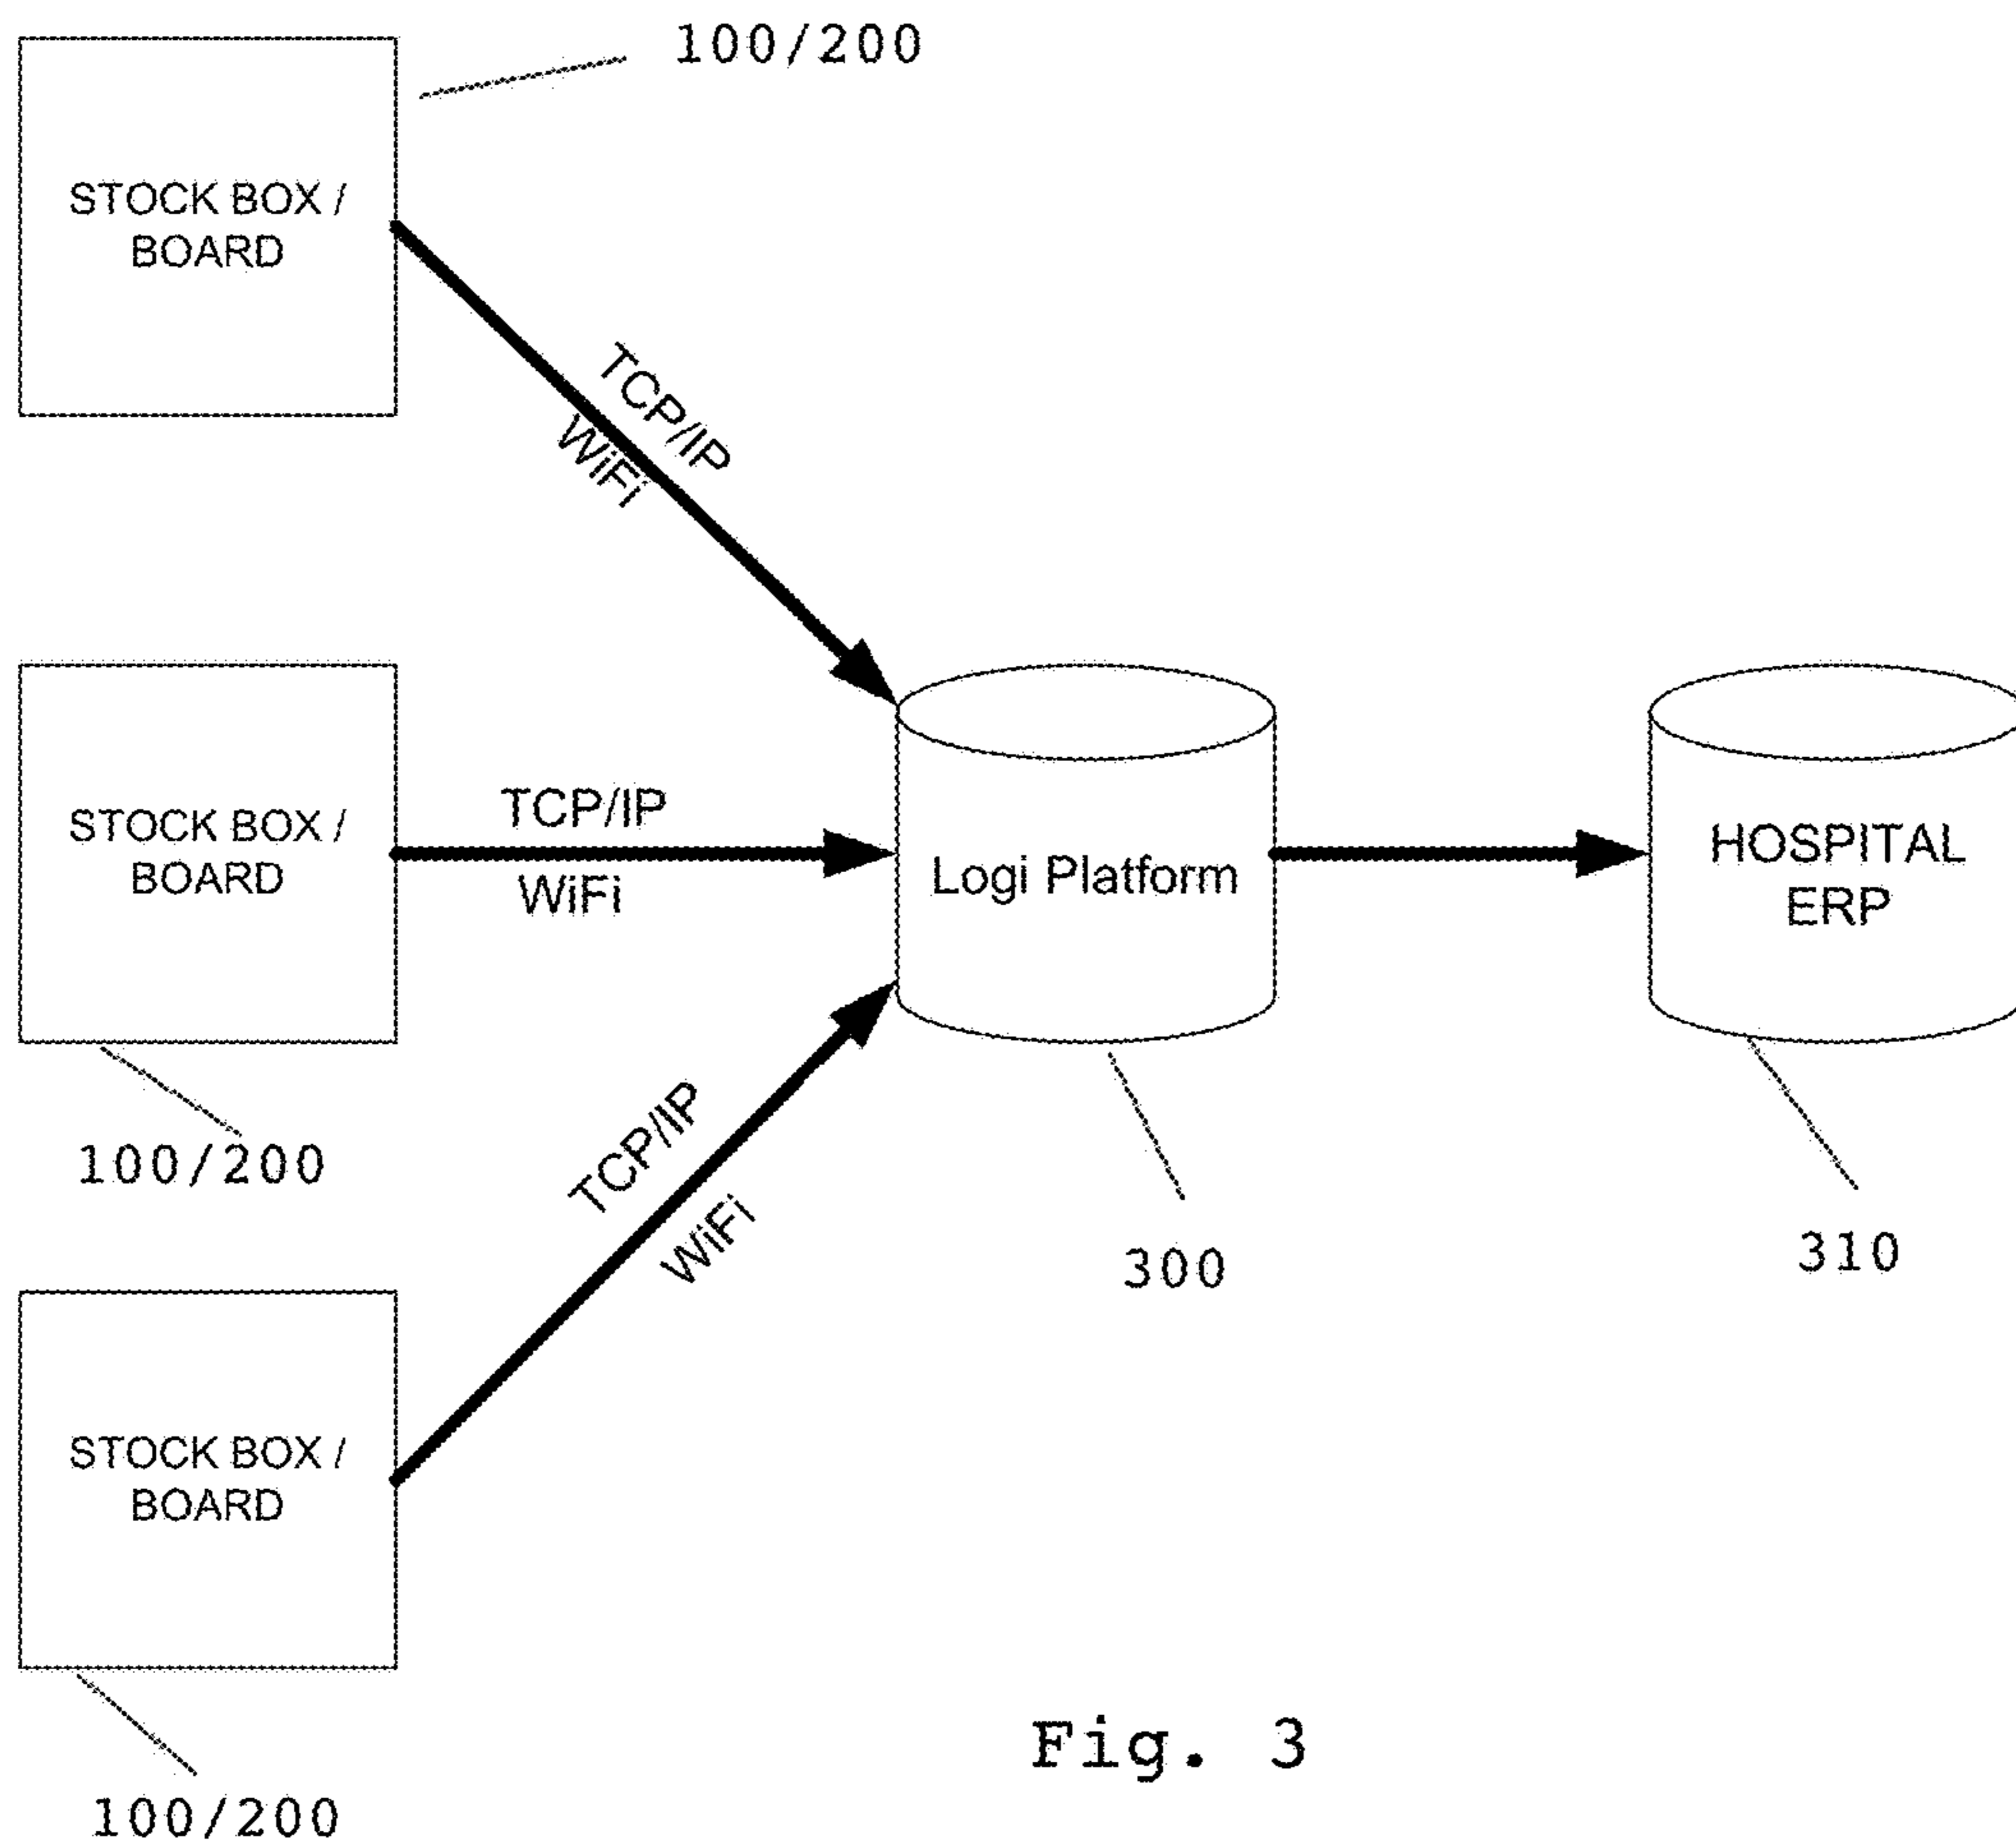 100/200
STOCK BOX /
BOARD
TCP/IP
WiFi
STOCK BOX /
BOARD
TCP/IP
WiFi
Logi Platform
HOSPITAL
ERP
100/200
TCP/IP
WiFi
300
310
STOCK BOX /
BOARD
100/200
Fig. 3